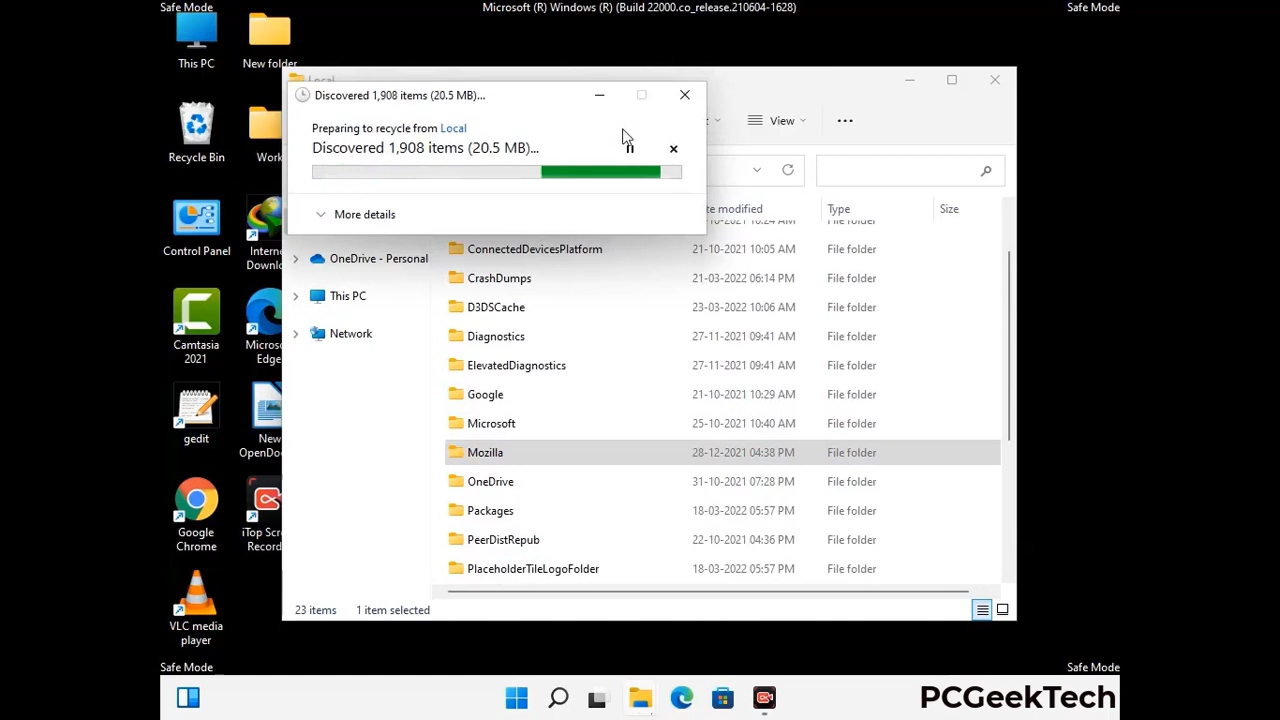 Safe Mode
Microsoft (R) Windows (R) (Build 22000.co_release.210604-1628)
Safe Mode
This PC
New folder
Recycle Bin
Work
Control Panel
Internet
Downlo
Camtasia
2021
Micros
Edge
gedit
New
OpenDoc
Google
Chrome
iTop Scr
Record
VLC media
player
Local
Discovered 1,908 items (20.5 MB)...
Preparing to recycle from Local
Discovered 1,908 items (20.5 MB)...
More details
View
OneDrive - Personal
This PC
Network
te modified
Type
Size
File folder
ConnectedDevicesPlatform 21-10-2021 10:05 AM File folder
CrashDumps 21-03-2022 06:14 PM File folder
D3DSCache 23-03-2022 10:06 AM File folder
Diagnostics 27-11-2021 09:41 AM File folder
ElevatedDiagnostics 27-11-2021 09:41 AM File folder
Google 21-10-2021 10:29 AM File folder
Microsoft 25-10-2021 10:40 AM File folder
Mozilla 28-12-2021 04:38 PM File folder
OneDrive 31-10-2021 07:28 PM File folder
Packages 18-03-2022 05:57 PM File folder
PeerDistRepub 22-10-2021 04:36 PM File folder
PlaceholderTileLogoFolder 18-03-2022 05:57 PM File folder
23 items
1 item selected
Safe Mode
Safe Mode
PCGeekTech